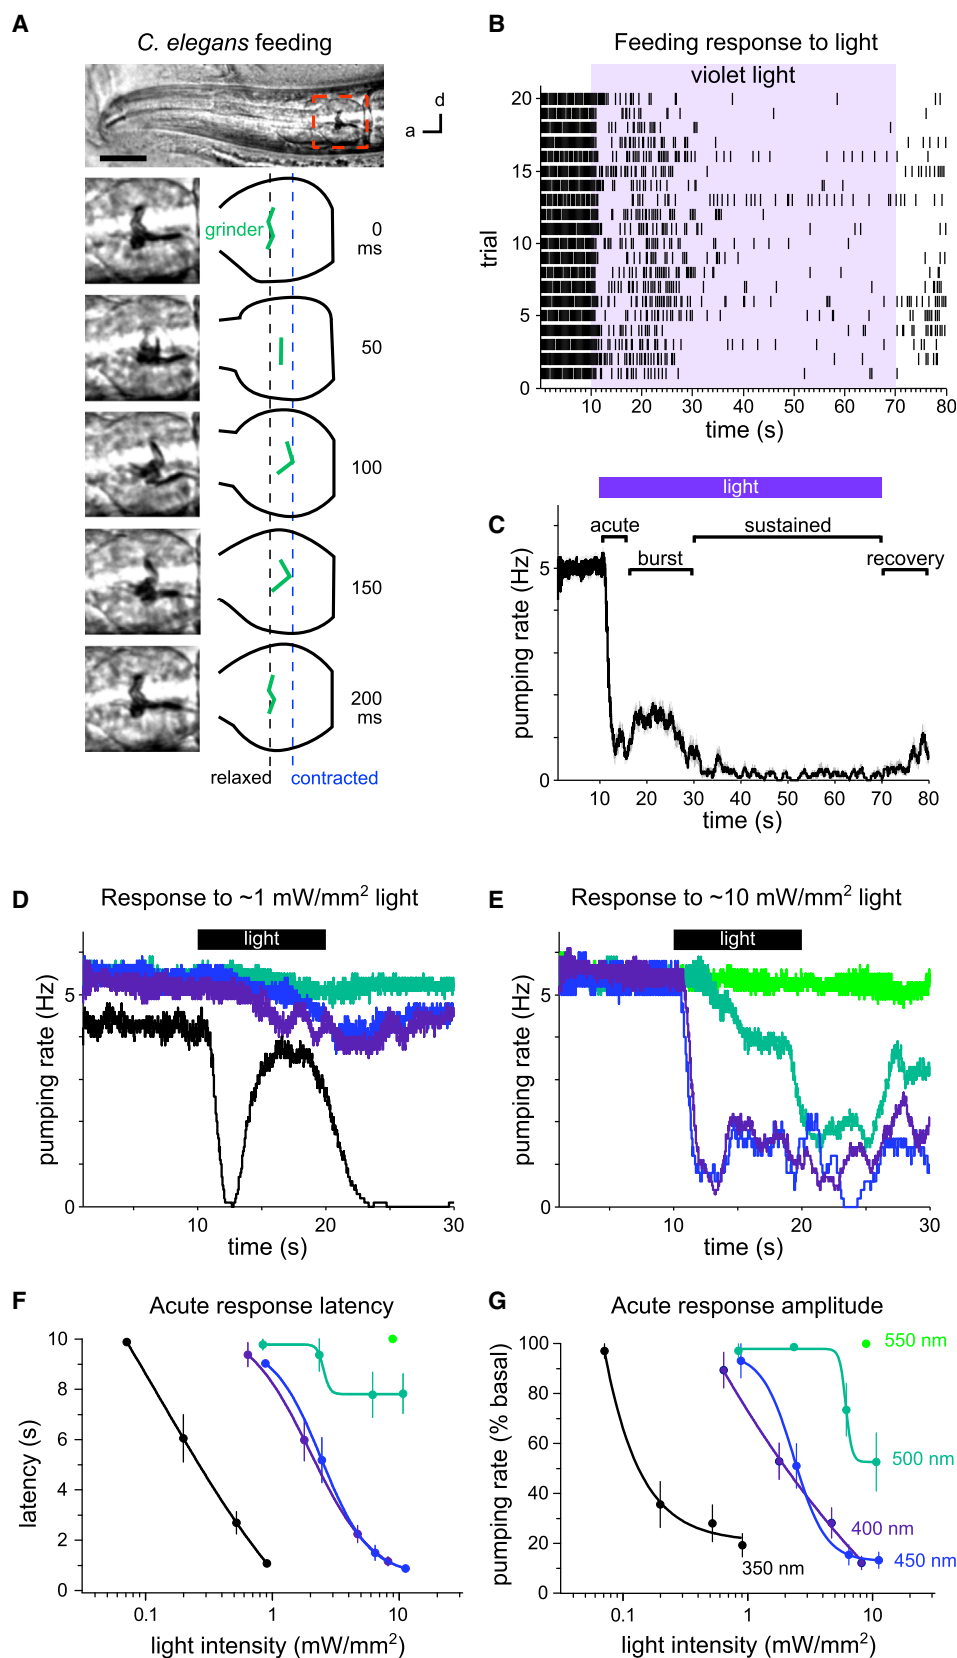 A
C. elegans feeding
d
a
grinder
0
ms
50
100
150
200
ms
relaxed
contracted
B
Feeding response to light
violet light
trial
20
15
10
5
0
10 20 30 40 50 60 70 80
time (s)
light
C
acute
sustained
burst
recovery
pumping rate (Hz)
5
0
10 20 30 40 50 60 70 80
time (s)
D
Response to ~1 mW/mm2 light
light
pumping rate (Hz)
5
0
10 20 30
time (s)
E
Response to ~10 mW/mm2 light
light
pumping rate (Hz)
5
0
10 20 30
time (s)
F
Acute response latency
latency (s)
10
8
6
4
2
0
0.1 1 10
light intensity (mW/mm2)
G
Acute response amplitude
pumping rate (% basal)
100
80
60
40
20
0
550 nm
500 nm
400 nm
450 nm
350 nm
0.1 1 10
light intensity (mW/mm2)